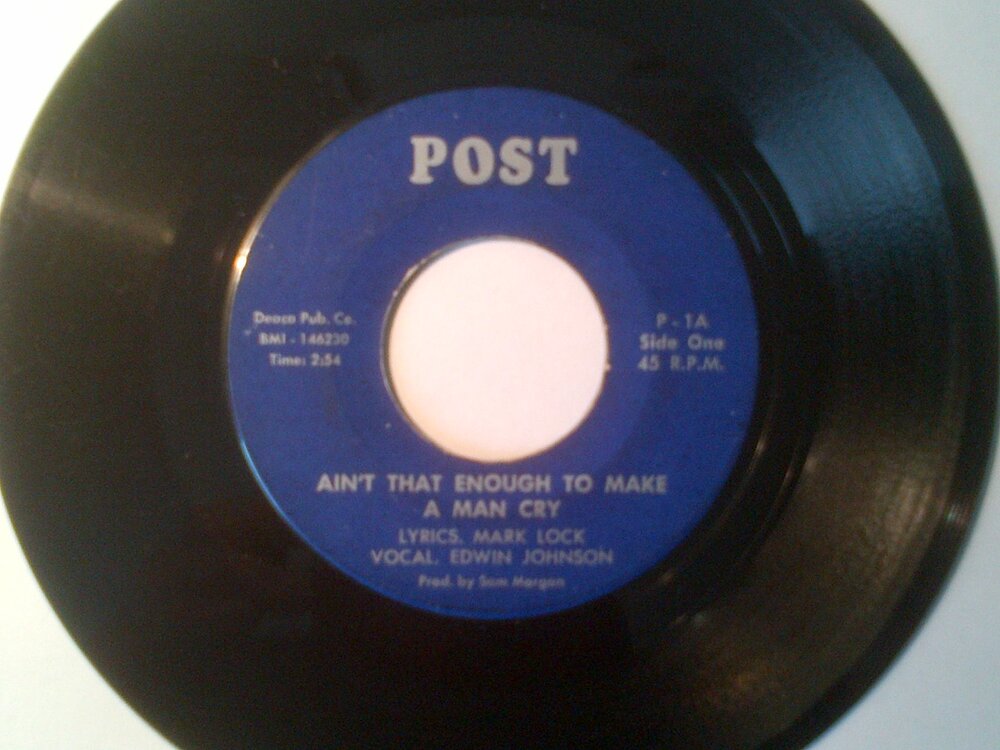 POST
Deaco Pub. Co.
BMI - 146230
Time: 2:54
P - 1A
Side One
45 R.P.M.
AIN'T THAT ENOUGH TO MAKE
A MAN CRY
LYRICS. MARK LOCK
VOCAL. EDWIN JOHNSON
Prod. by Sam Morgan